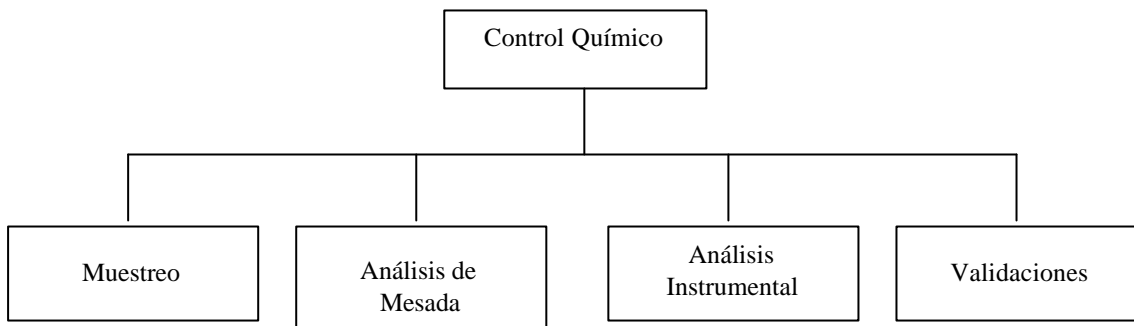 Control Químico
Muestreo
Análisis de
Mesada
Análisis
Instrumental
Validaciones